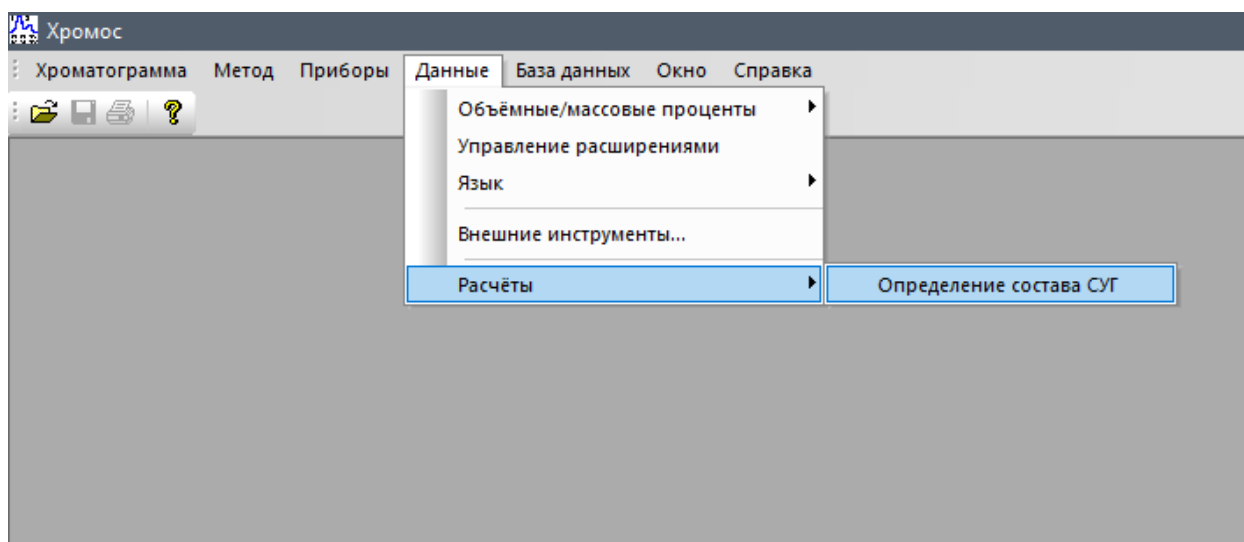 Хромос
Хроматограмма Метод Приборы Данные База данных Окно Справка
Объёмные/массовые проценты
Управление расширениями
Язык
Внешние инструменты...
Расчёты
Определение состава СУГ